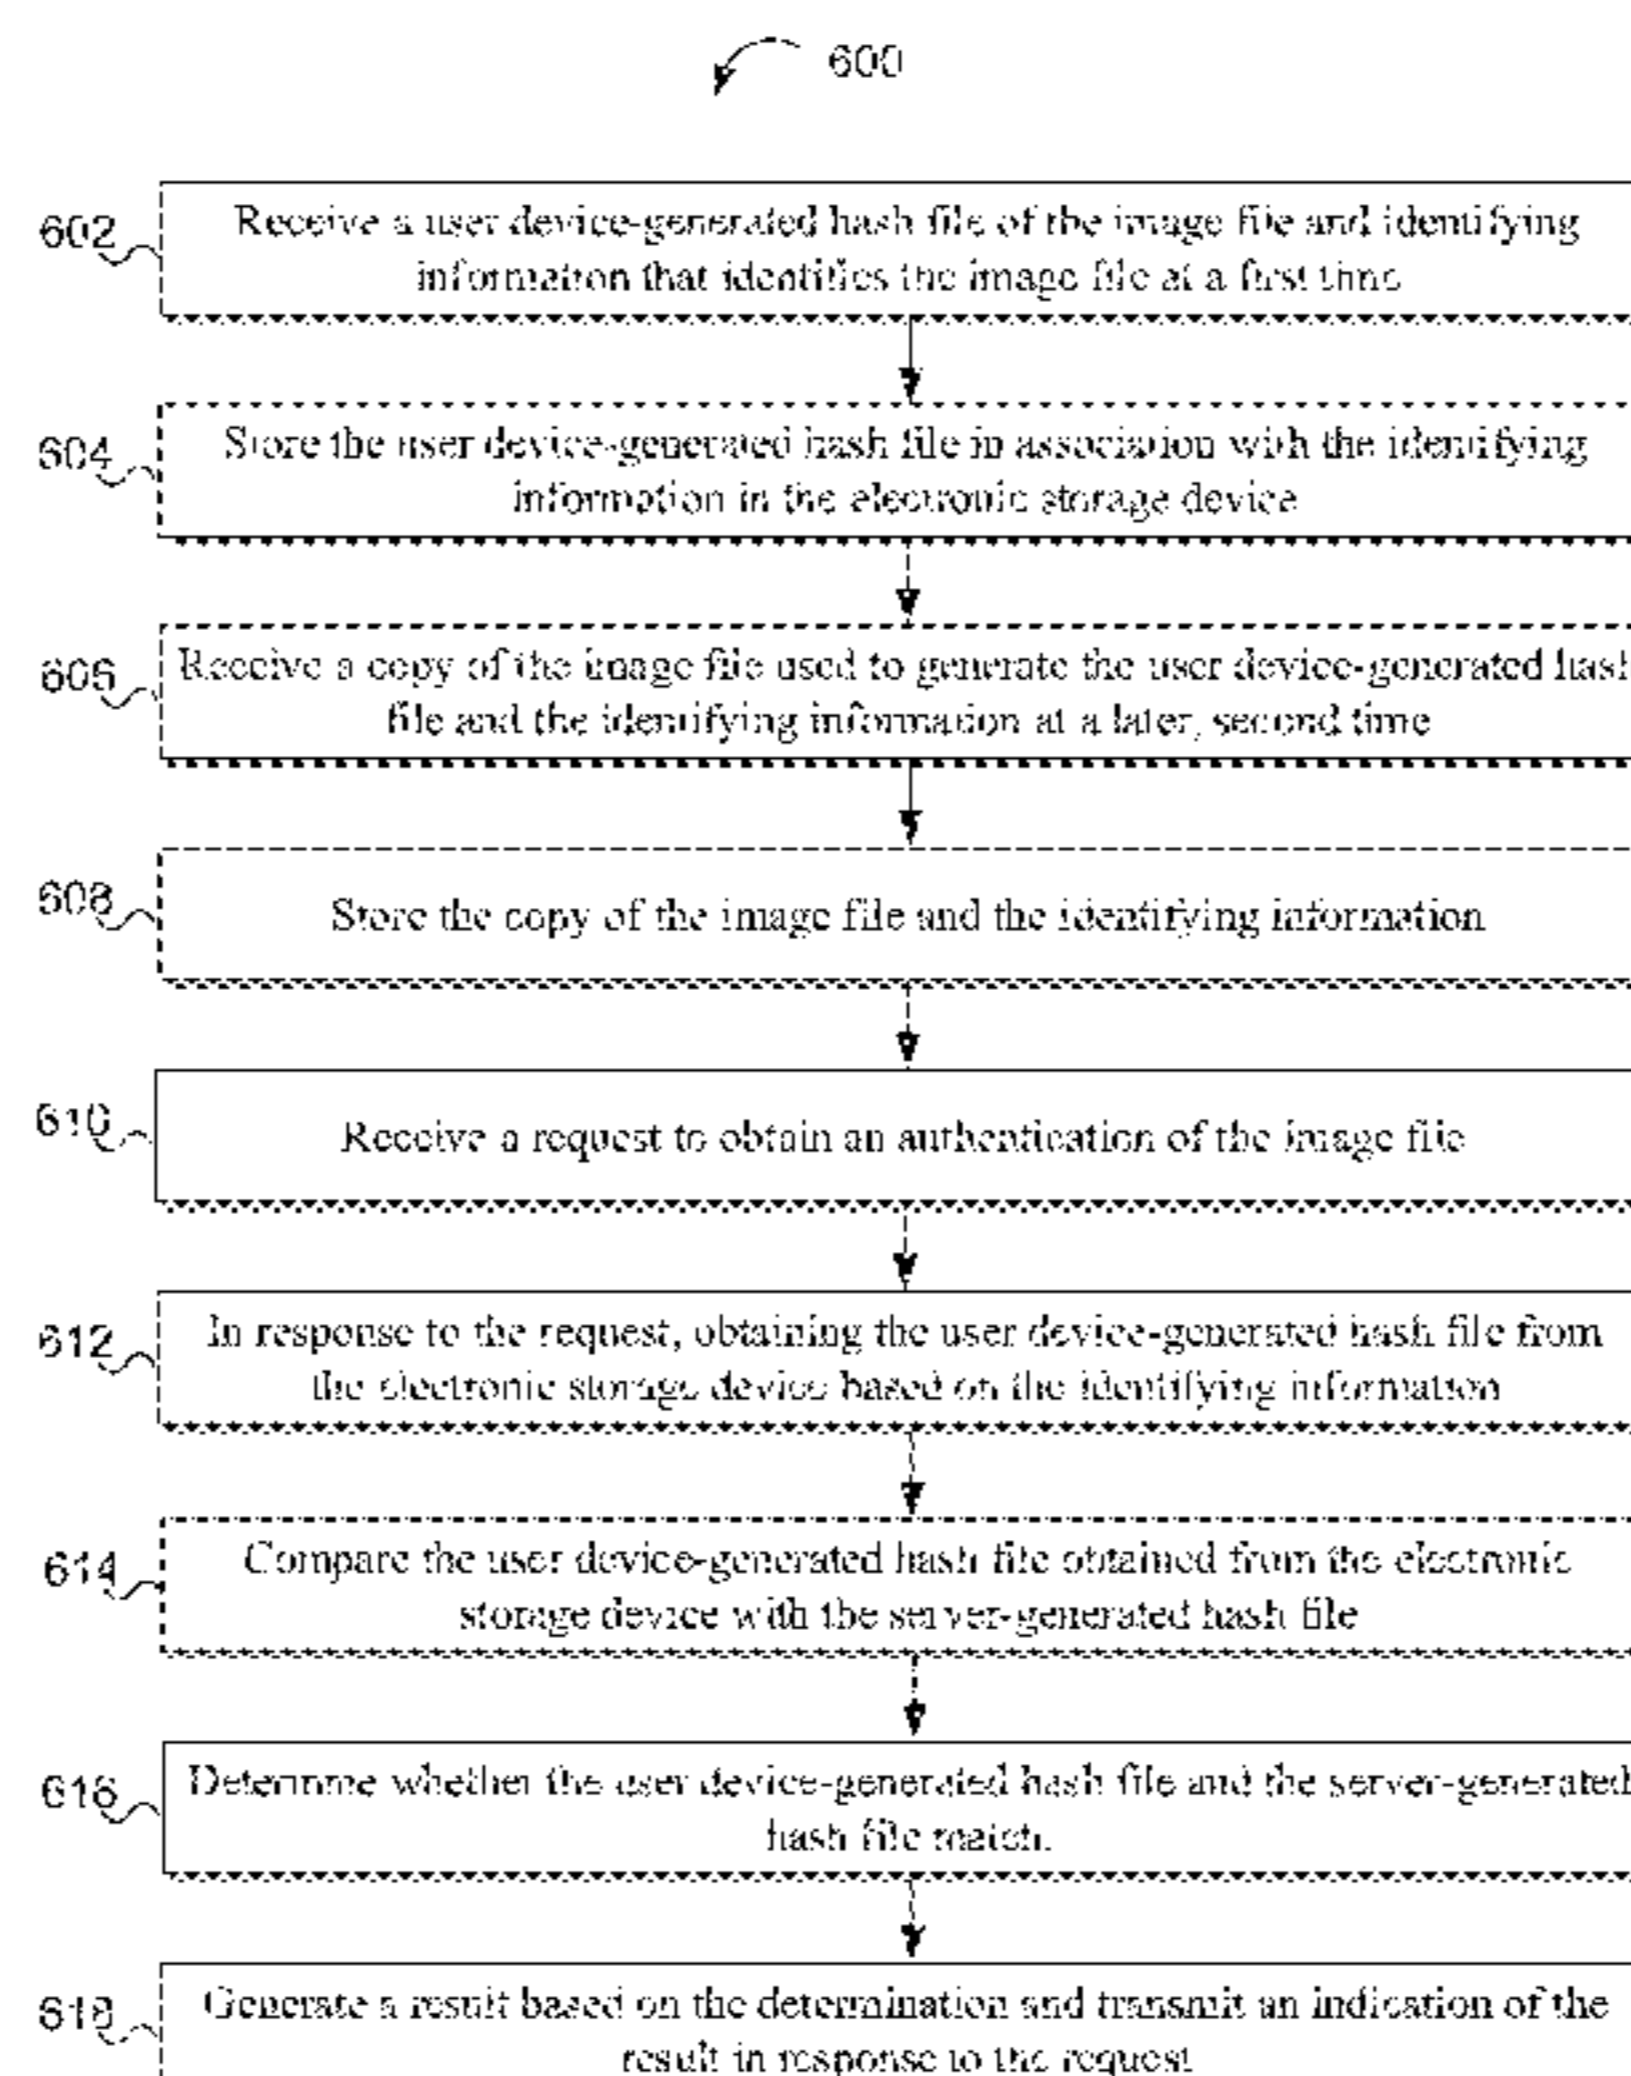 600
602
Receive a user device-generated hash file of the image file and identifying
information that identifies the image file at a first time
604
Store the user device-generated hash file in association with the identifying
information in the electronic storage device
606
Receive a copy of the image file used to generate the user device-generated hash
file and the identifying information at a later, second time
608
Store the copy of the image file and the identifying information
610
Receive a request to obtain an authentication of the image file
612
In response to the request, obtaining the user device-generated hash file from
the electronic storage device based on the identifying information
614
Compare the user device-generated hash file obtained from the electronic
storage device with the server-generated hash file
616
Determine whether the user device-generated hash file and the server-generated
hash file match.
618
Generate a result based on the determination and transmit an indication of the
result in response to the request